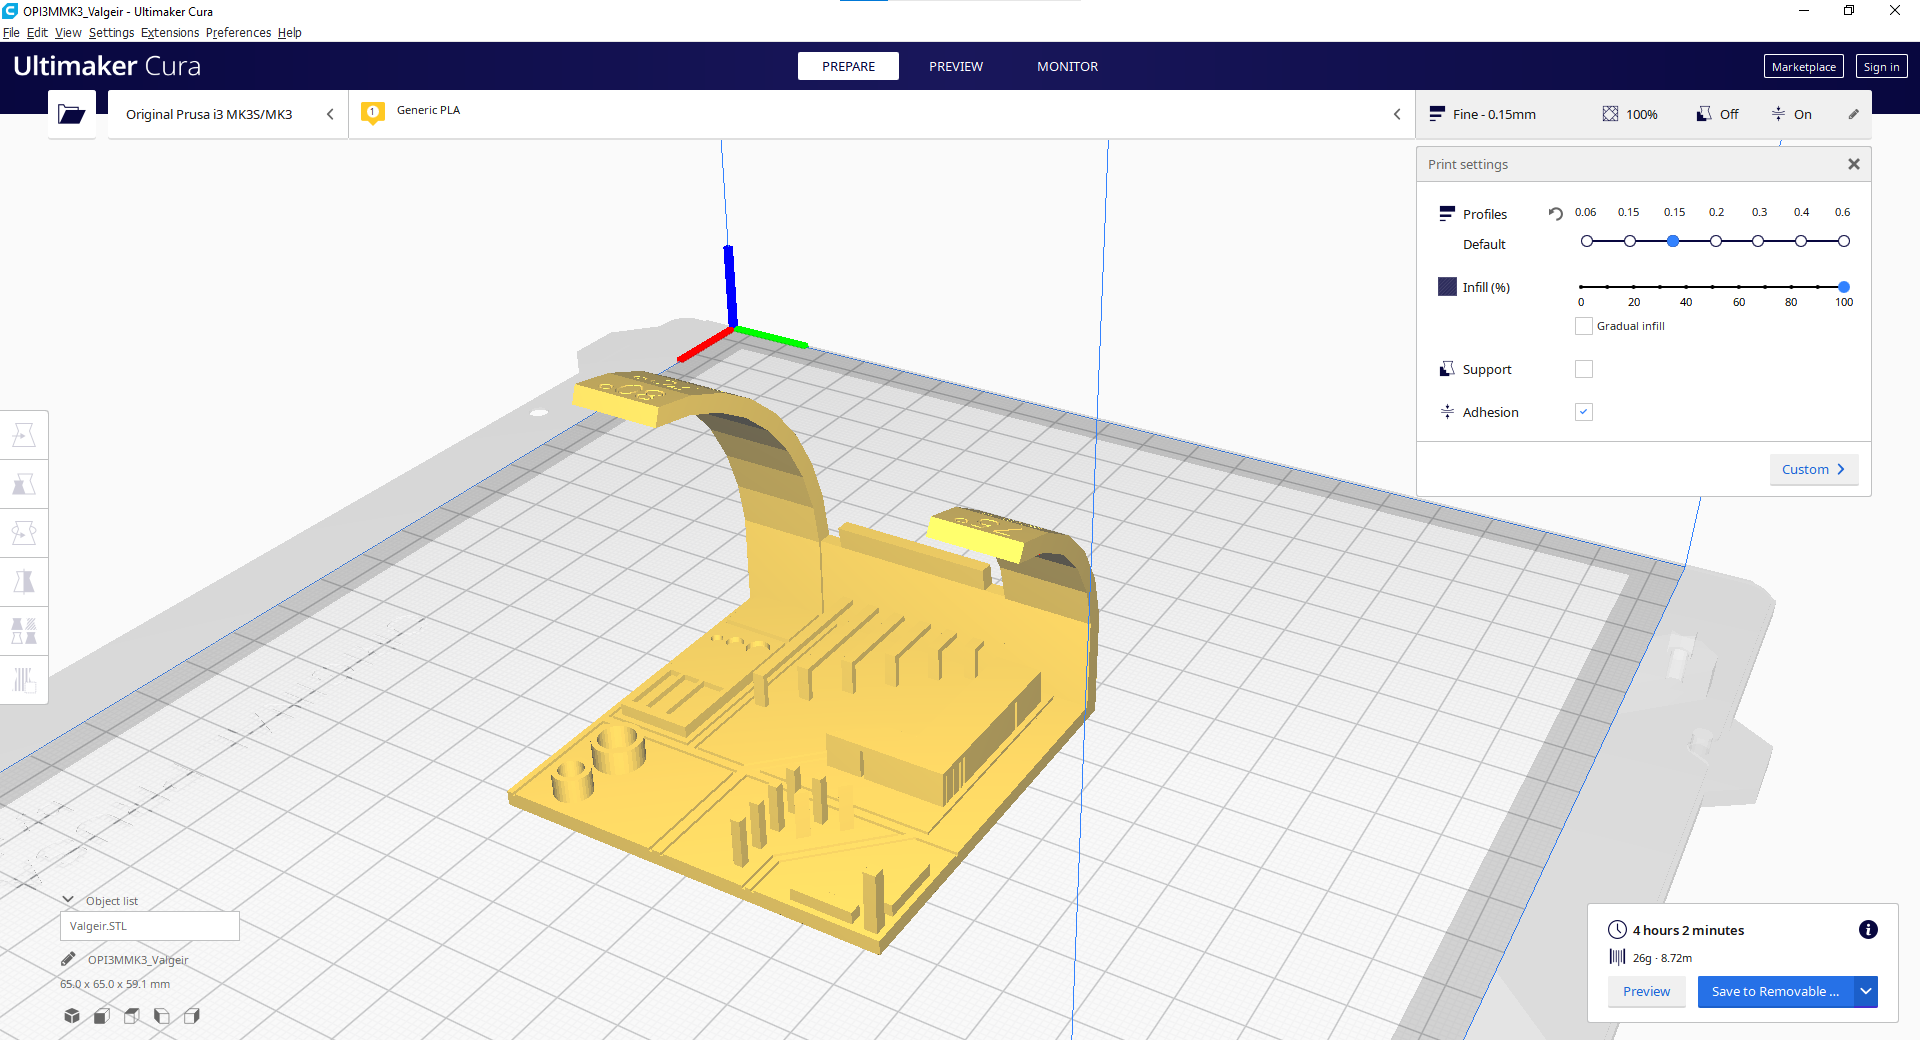 OPI3MMK3_Valgeir - Ultimaker Cura
File Edit View Settings Extensions Preferences Help
Ultimaker Cura
PREPARE PREVIEW MONITOR
Marketplace Sign in
Original Prusa i3 MK3S/MK3
1 Generic PLA
Fine - 0.15mm 100% Off On
Print settings
Profiles 0.06 0.15 0.15 0.2 0.3 0.4 0.6
Default
Infill (%)
0 20 40 60 80 100
Gradual infill
Support
Adhesion
Custom
Object list
Valgeir.STL
OPI3MMK3_Valgeir
65.0 x 65.0 x 59.1 mm
4 hours 2 minutes
26g · 8.72m
Preview Save to Removable ...